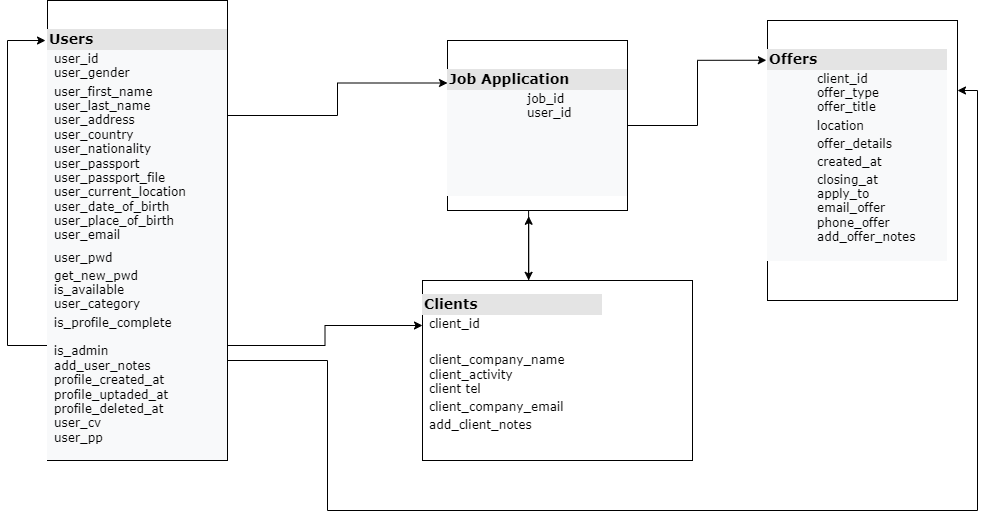 Users
user_id
user_gender
user_first_name
user_last_name
user_address
user_country
user_nationality
user_passport
user_passport_file
user_current_location
user_date_of_birth
user_place_of_birth
user_email
user_pwd
get_new_pwd
is_available
user_category
is_profile_complete
is_admin
add_user_notes
profile_created_at
profile_uptaded_at
profile_deleted_at
user_cv
user_pp
Job Application
job_id
user_id
Clients
client_id
client_company_name
client_activity
client tel
client_company_email
add_client_notes
Offers
client_id
offer_type
offer_title
location
offer_details
created_at
closing_at
apply_to
email_offer
phone_offer
add_offer_notes